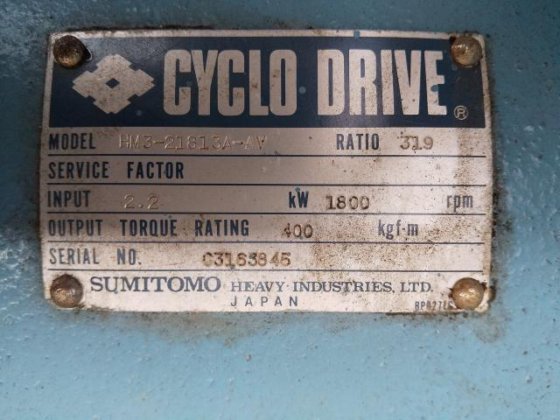 CYCLO DRIVE ®
MODEL HM3-21813A-AV RATIO 319
SERVICE FACTOR
INPUT 2.2 kW 1800 rpm
OUTPUT TORQUE RATING 400 kgf-m
SERIAL NO. C3163845
SUMITOMO HEAVY INDUSTRIES, LTD.
JAPAN